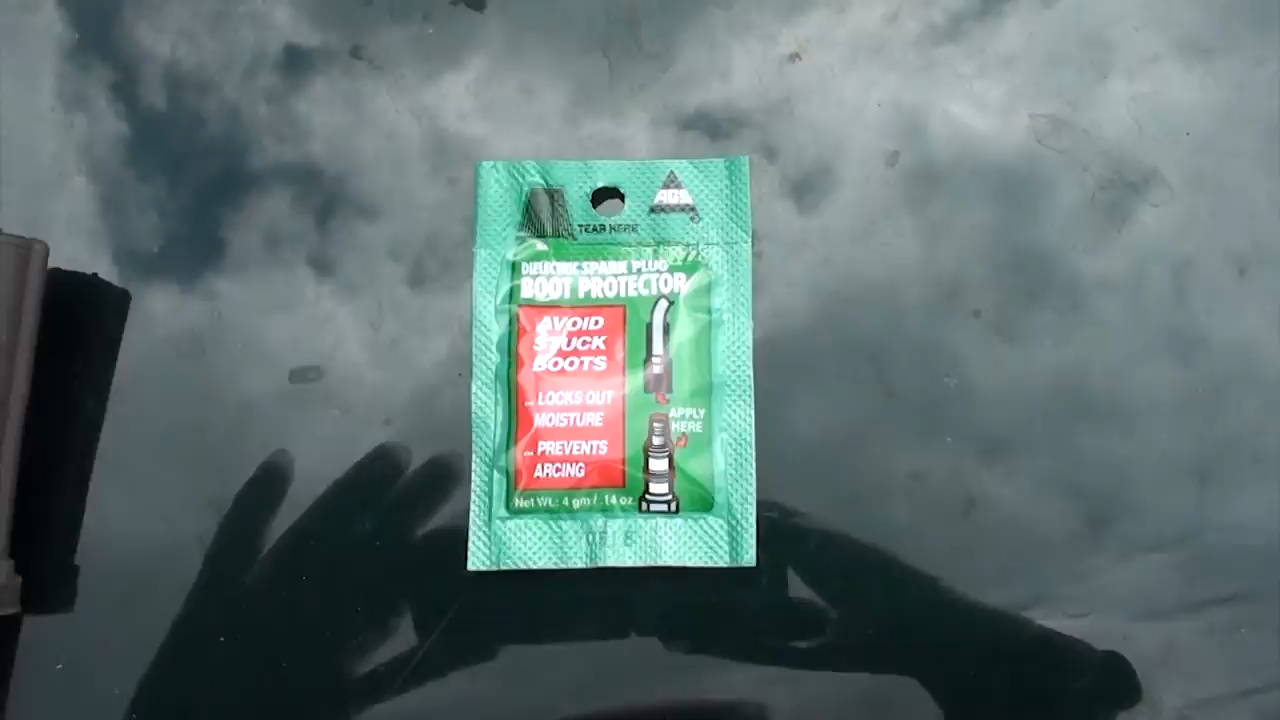 AGS
TEAR HERE
DIELECTRIC SPARK PLUG
BOOT PROTECTOR
AVOID
STUCK
BOOTS
... LOCKS OUT
MOISTURE
... PREVENTS
ARCING
APPLY
HERE
Net Wt.: 4 gm / .14 oz.